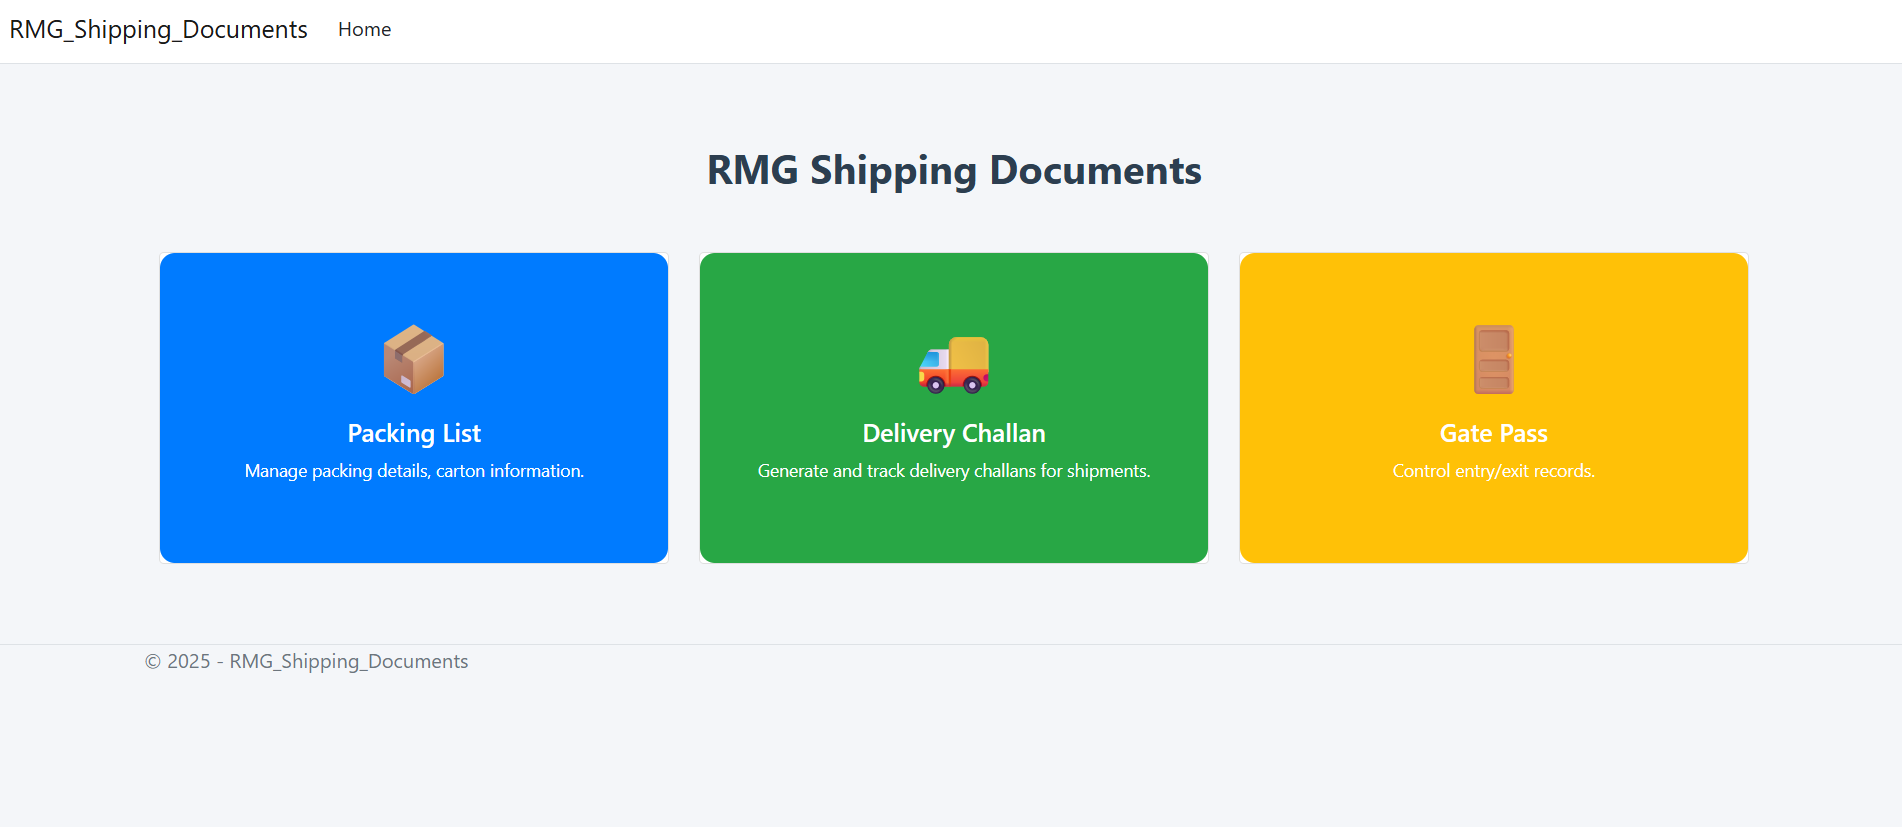 RMG_Shipping_Documents Home
RMG Shipping Documents
Packing List
Manage packing details, carton information.
Delivery Challan
Generate and track delivery challans for shipments.
Gate Pass
Control entry/exit records.
© 2025 - RMG_Shipping_Documents